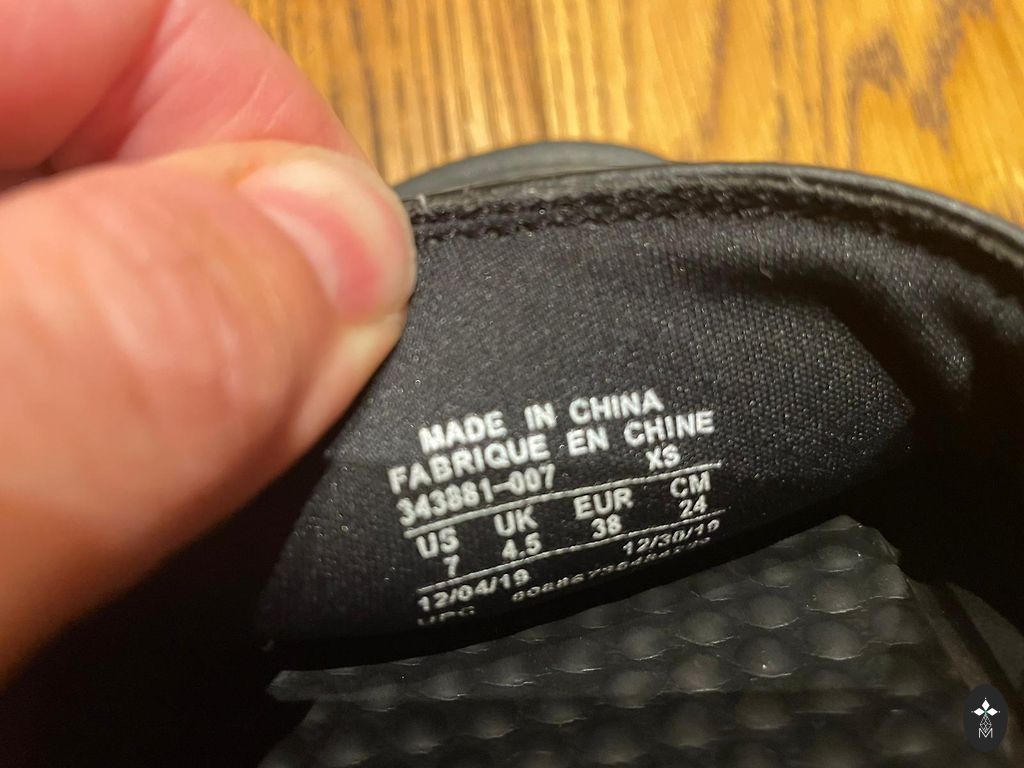 MADE IN CHINA
FABRIQUE EN CHINE
343881-007 XS
US UK EUR CM
7 4.5 38 24
12/04/19 12/30/19
UPC
M